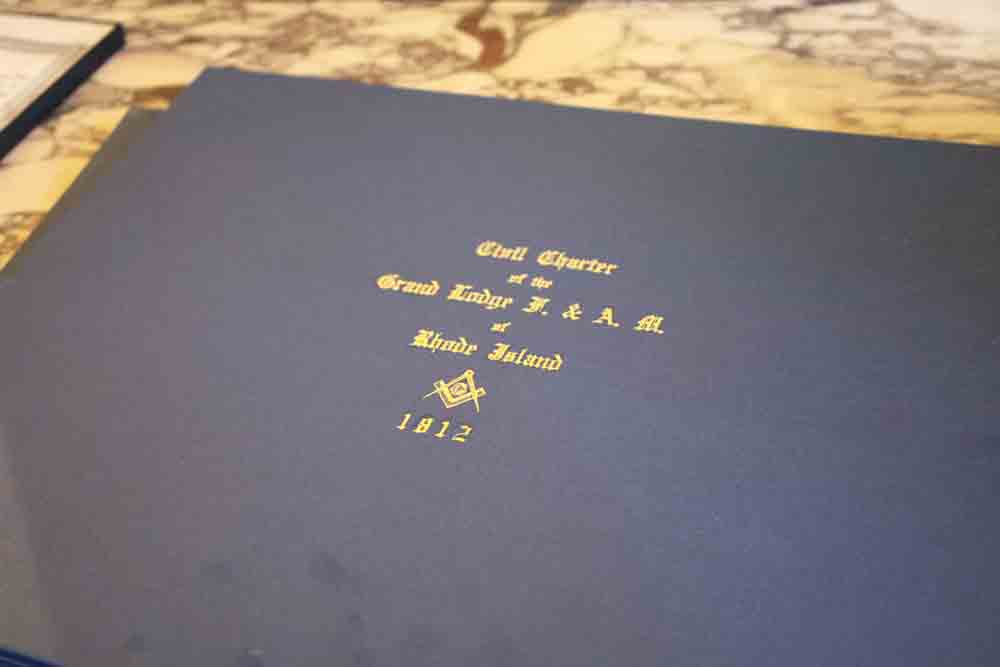 Civil Charter
of the
Grand Lodge F. & A. M.
of
Rhode Island
1812